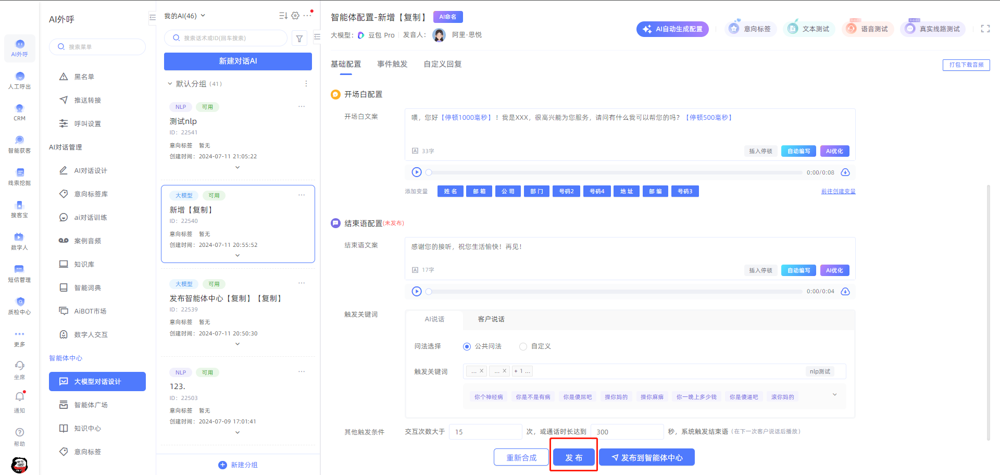 AI外呼
人工呼出
CRM
智能获客
线索挖掘
搜客宝
数字人
短信管理
质检中心
更多
坐席
通知
帮助
AI外呼
搜索菜单
黑名单
推送转接
呼叫设置
AI对话管理
AI对话设计
意向标签库
ai对话训练
案例音频
知识库
智能词典
AiBOT市场
数字人交互
智能体中心
大模型对话设计
智能体广场
知识中心
意向标签
我的AI(46)
搜索话术或ID(回车搜索)
新建对话AI
默认分组 (41)
NLP 可用
测试nlp
ID: 22541
意向标签 暂无
创建时间: 2024-07-11 21:05:22
大模型 可用
新增【复制】
ID: 22540
意向标签 暂无
创建时间: 2024-07-11 20:55:52
大模型 可用
发布智能体中心【复制】【复制】
ID: 22539
意向标签 暂无
创建时间: 2024-07-11 20:50:30
NLP 可用
123.
ID: 22503
意向标签 暂无
创建时间: 2024-07-09 17:01:41
新建分组
智能体配置-新增【复制】 AI命名
大模型: 豆包 Pro 发音人: 阿里-思悦
AI自动生成配置 意向标签 文本测试 语音测试 真实线路测试
基础配置 事件触发 自定义回复
打包下载音频
开场白配置
开场白文案
喂，您好【停顿1000毫秒】！我是XXX，很高兴能为您服务，请问有什么我可以帮您的吗？【停顿500毫秒】
33字
插入停顿 自动编写 AI优化
0:00/0:08
添加变量 姓名 邮箱 公司 部门 号码2 号码4 地址 邮编 号码3 前往创建变量
结束语配置(未发布)
结束语文案
感谢您的接听，祝您生活愉快！再见！
17字
插入停顿 自动编写 AI优化
0:00/0:04
触发关键词
AI说话 客户说话
问法选择 公共问法 自定义
触发关键词 ... X ... X + 1 ... nlp测试
你个神经病 你是不是有病 你是傻屌吧 操你妈的 操你麻痹 你一晚上多少钱 你是傻逼吧 滚你妈的
其他触发条件 交互次数大于 15 次，或通话时长达到 300 秒，系统触发结束语 (在下一次客户说话后播放)
重新合成 发布 发布到智能体中心